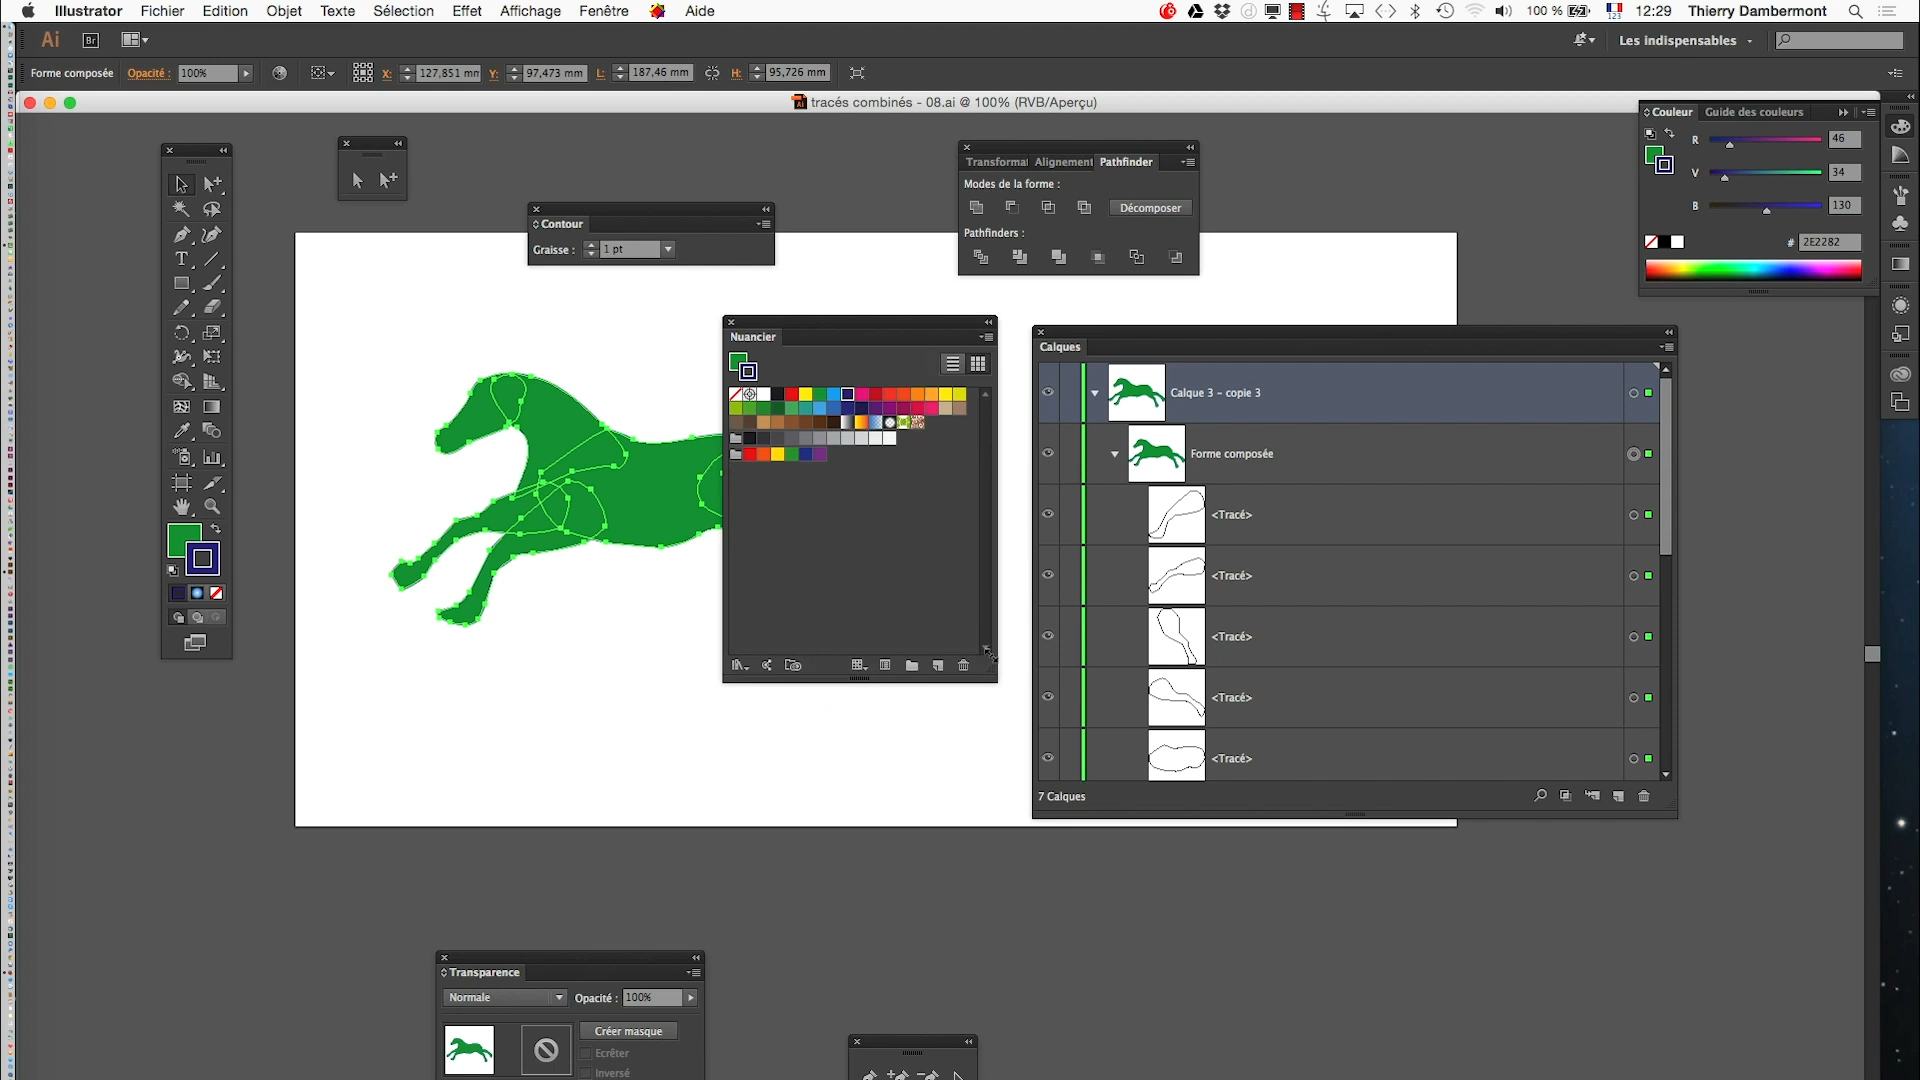 Illustrator Fichier Edition Objet Texte Sélection Effet Affichage Fenêtre Aide 100 % 12:29 Thierry Dambermont
Ai Br Les indispensables
Forme composée Opacité : 100% X: 127,851 mm Y: 97,473 mm L: 187,46 mm H: 95,726 mm
tracés combinés - 08.ai @ 100% (RVB/Aperçu)
Couleur Guide des couleurs
R 46
V 34
B 130
# 2E2282
Transformat Alignement Pathfinder
Modes de la forme :
Décomposer
Pathfinders :
Contour
Graisse : 1 pt
Nuancier
Calques
Calque 3 - copie 3
Forme composée
<Tracé>
<Tracé>
<Tracé>
<Tracé>
<Tracé>
7 Calques
Transparence
Normale Opacité : 100%
Créer masque
Ecrêter
Inversé